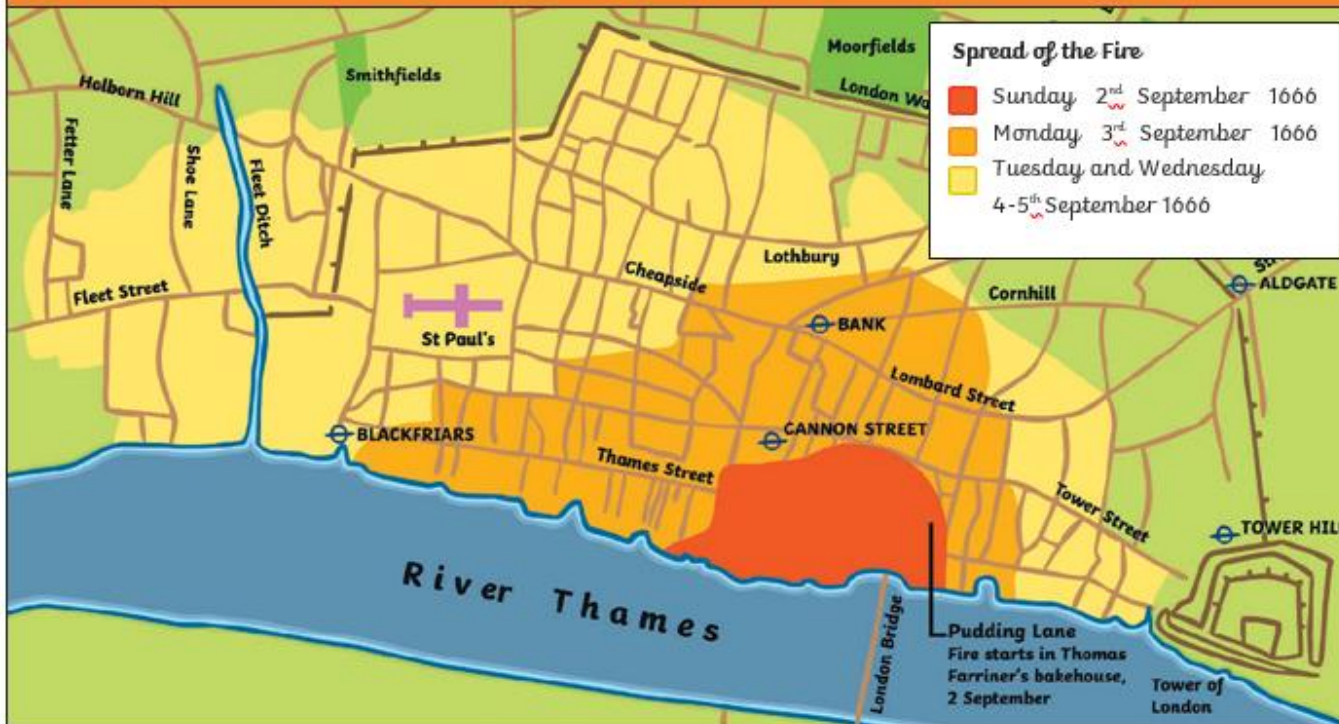 Spread of the Fire
Sunday 2nd September 1666
Monday 3rd September 1666
Tuesday and Wednesday
4-5th September 1666
Moorfields
Smithfields
London Wa
Holborn Hill
Fetter Lane
Shoe Lane
Fleet Ditch
Fleet Street
St Paul's
Cheapside
Lothbury
Cornhill
ALDGATE
BANK
Lombard Street
BLACKFRIARS
CANNON STREET
Thames Street
Tower Street
TOWER HIL
River Thames
London Bridge
Pudding Lane
Fire starts in Thomas
Farriner's bakehouse,
2 September
Tower of
London